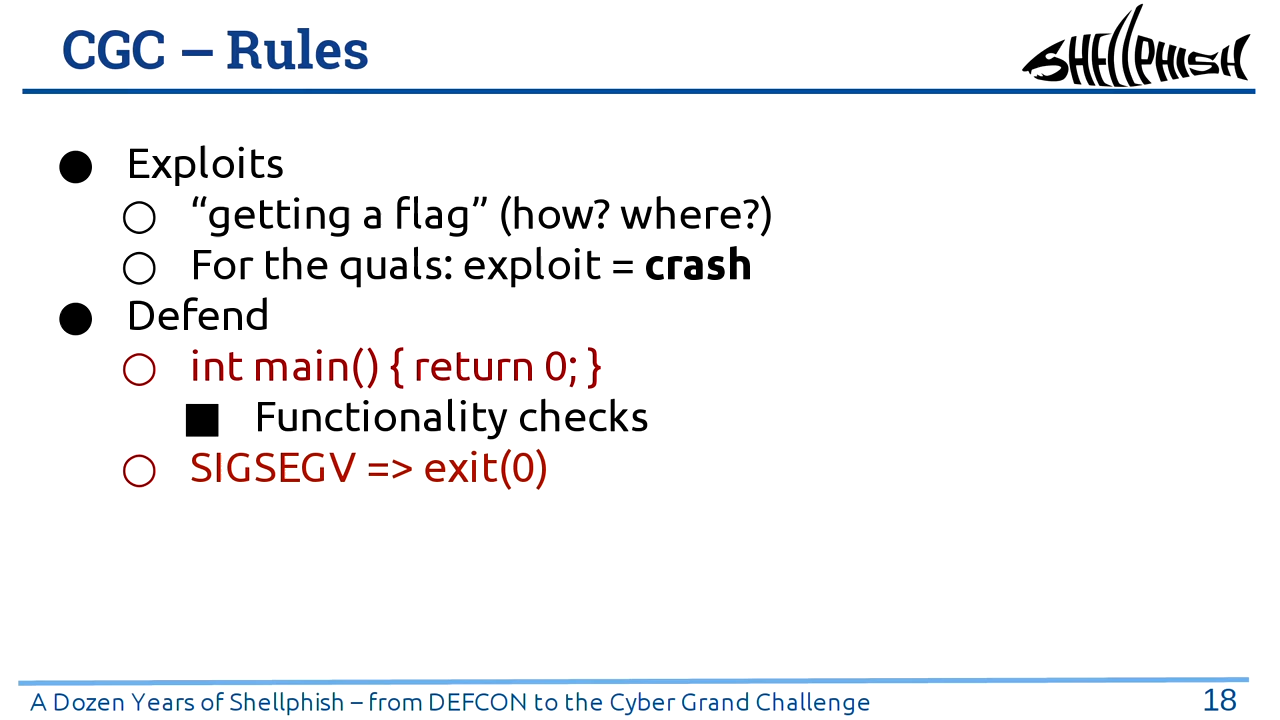 CGC – Rules
SHELLPHISH
● Exploits
○ “getting a flag” (how? where?)
○ For the quals: exploit = crash
● Defend
○ int main() { return 0; }
■ Functionality checks
○ SIGSEGV => exit(0)
A Dozen Years of Shellphish – from DEFCON to the Cyber Grand Challenge
18